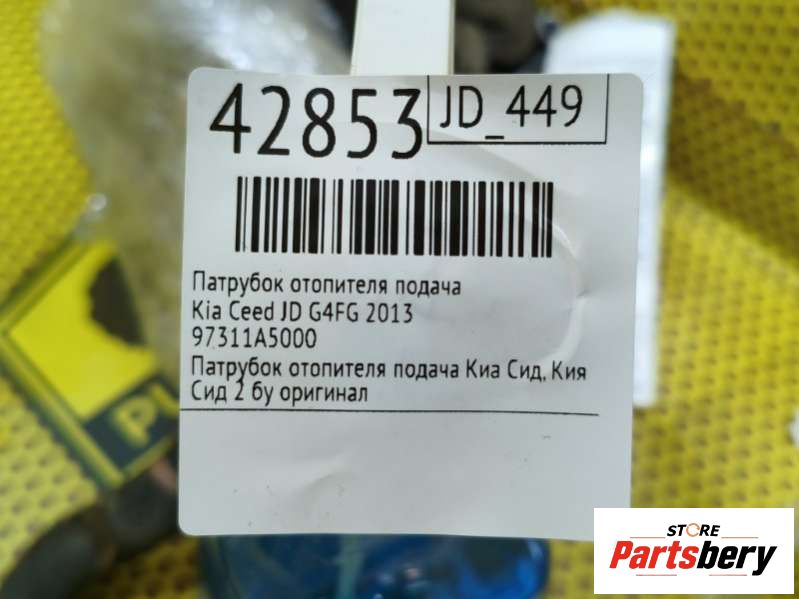 42853
JD_449
Патрубок отопителя подача
Kia Ceed JD G4FG 2013
97311A5000
Патрубок отопителя подача Киа Сид, Кия
Сид 2 бу оригинал
STORE
Partsbery